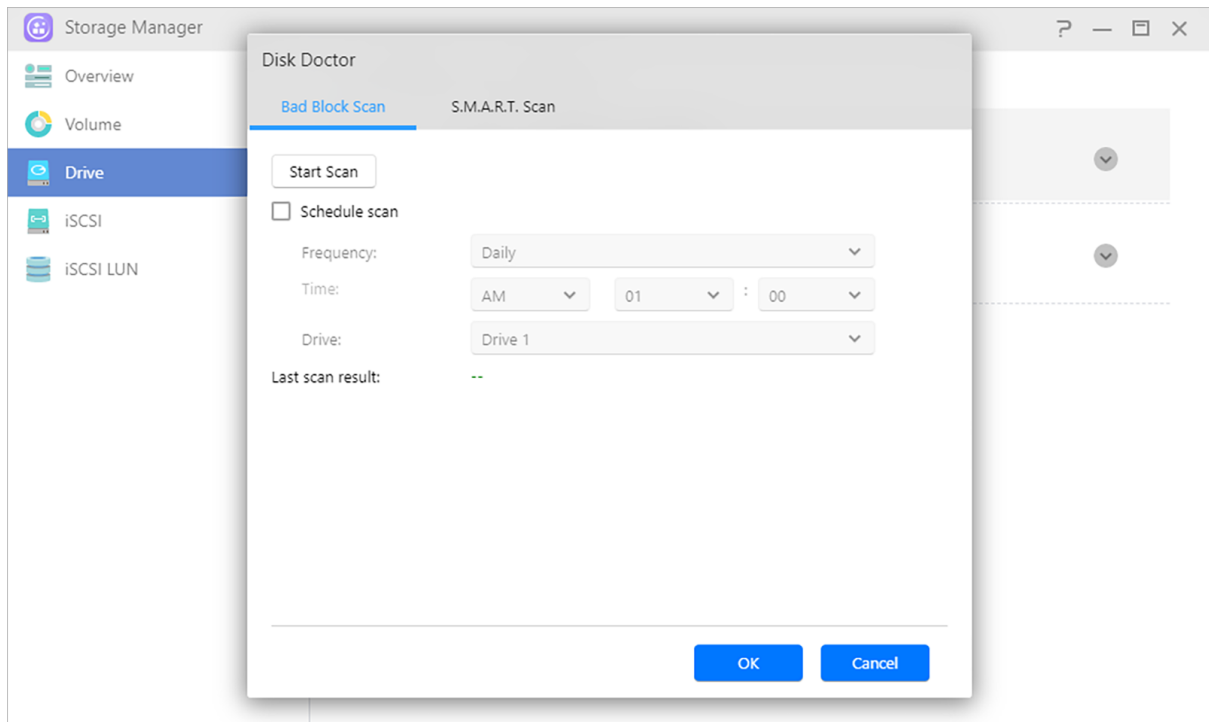 Storage Manager
?
Overview
Volume
Drive
iSCSI
iSCSI LUN
Disk Doctor
Bad Block Scan S.M.A.R.T. Scan
Start Scan
Schedule scan
Frequency: Daily
Time: AM 01 : 00
Drive: Drive 1
Last scan result: --
OK Cancel